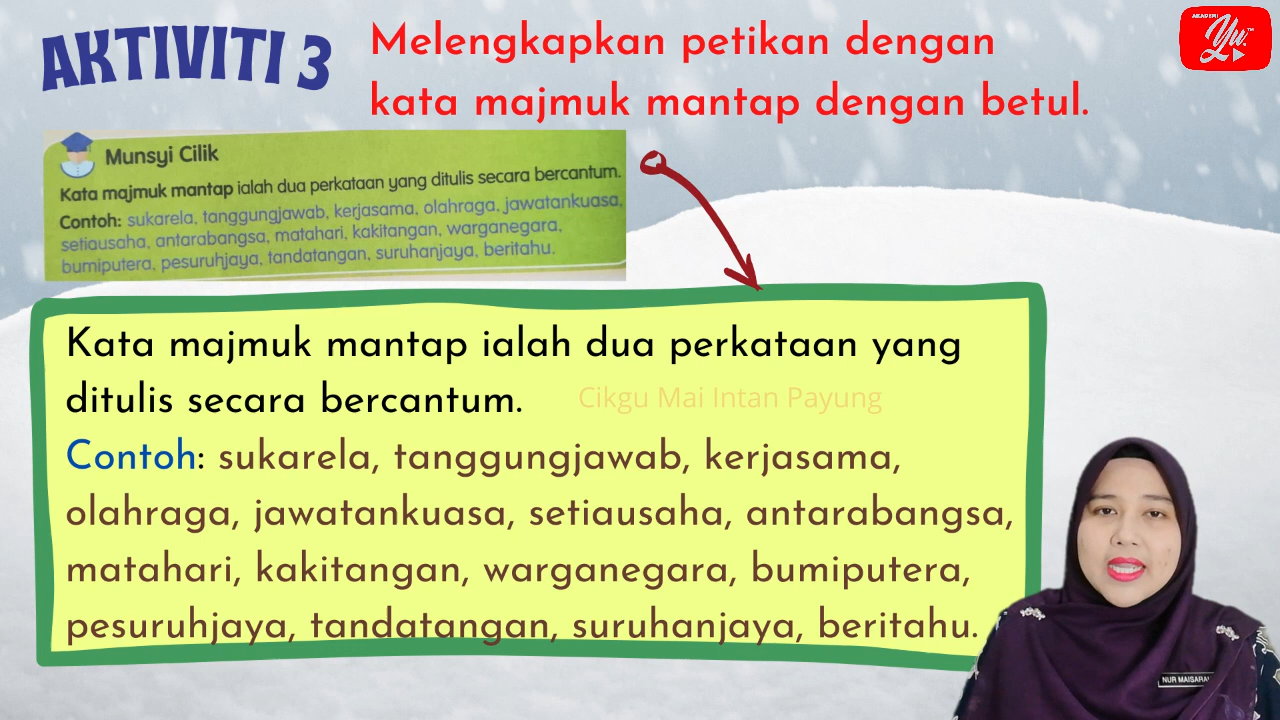 AKTIVITI 3
Melengkapkan petikan dengan
kata majmuk mantap dengan betul.
AKADEMI
Yu
Munsyi Cilik
Kata majmuk mantap ialah dua perkataan yang ditulis secara bercantum.
Contoh: sukarela, tanggungjawab, kerjasama, olahraga, jawatankuasa,
setiausaha, antarabangsa, matahari, kakitangan, warganegara,
bumiputera, pesuruhjaya, tandatangan, suruhanjaya, beritahu.
Kata majmuk mantap ialah dua perkataan yang
ditulis secara bercantum.
Cikgu Mai Intan Payung
Contoh: sukarela, tanggungjawab, kerjasama,
olahraga, jawatankuasa, setiausaha, antarabangsa,
matahari, kakitangan, warganegara, bumiputera,
pesuruhjaya, tandatangan, suruhanjaya, beritahu.
NUR MAISARAH